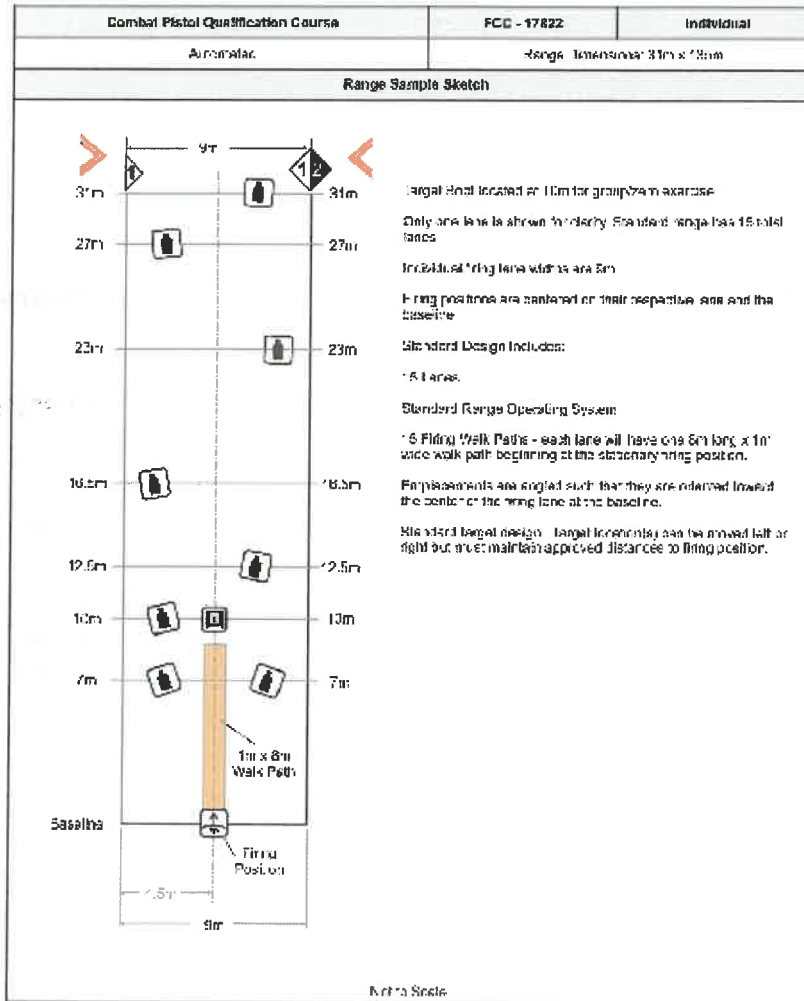 Combat Pistol Qualification Course
FCC - 17822
Individual
Automated
Range Dimensions: 31m x 135m
Range Sample Sketch
9m
1
1 2
31m
31m
27m
27m
23m
23m
16.5m
16.5m
12.5m
12.5m
10m
10m
7m
7m
1m x 8m
Walk Path
Baseline
Firing
Position
4.5m
9m
Target Boat located at 10m for group/zero exercise
Only one lane is shown for clarity. Standard range has 15 total
lanes
Individual firing lane widths are
Firing positions are centered on their respective lane and the
baseline
Standard Design Includes:
15 Lanes
Standard Range Operating System
15 Firing Walk Paths - each lane will have one 8m long x 1m
wide walk path beginning at the stationary firing position.
Emplacements are angled such that they are oriented toward
the center of the firing lane at the baseline.
Standard target design. Target location(s) can be moved left or
right but must maintain approved distances to firing position.
Not to Scale